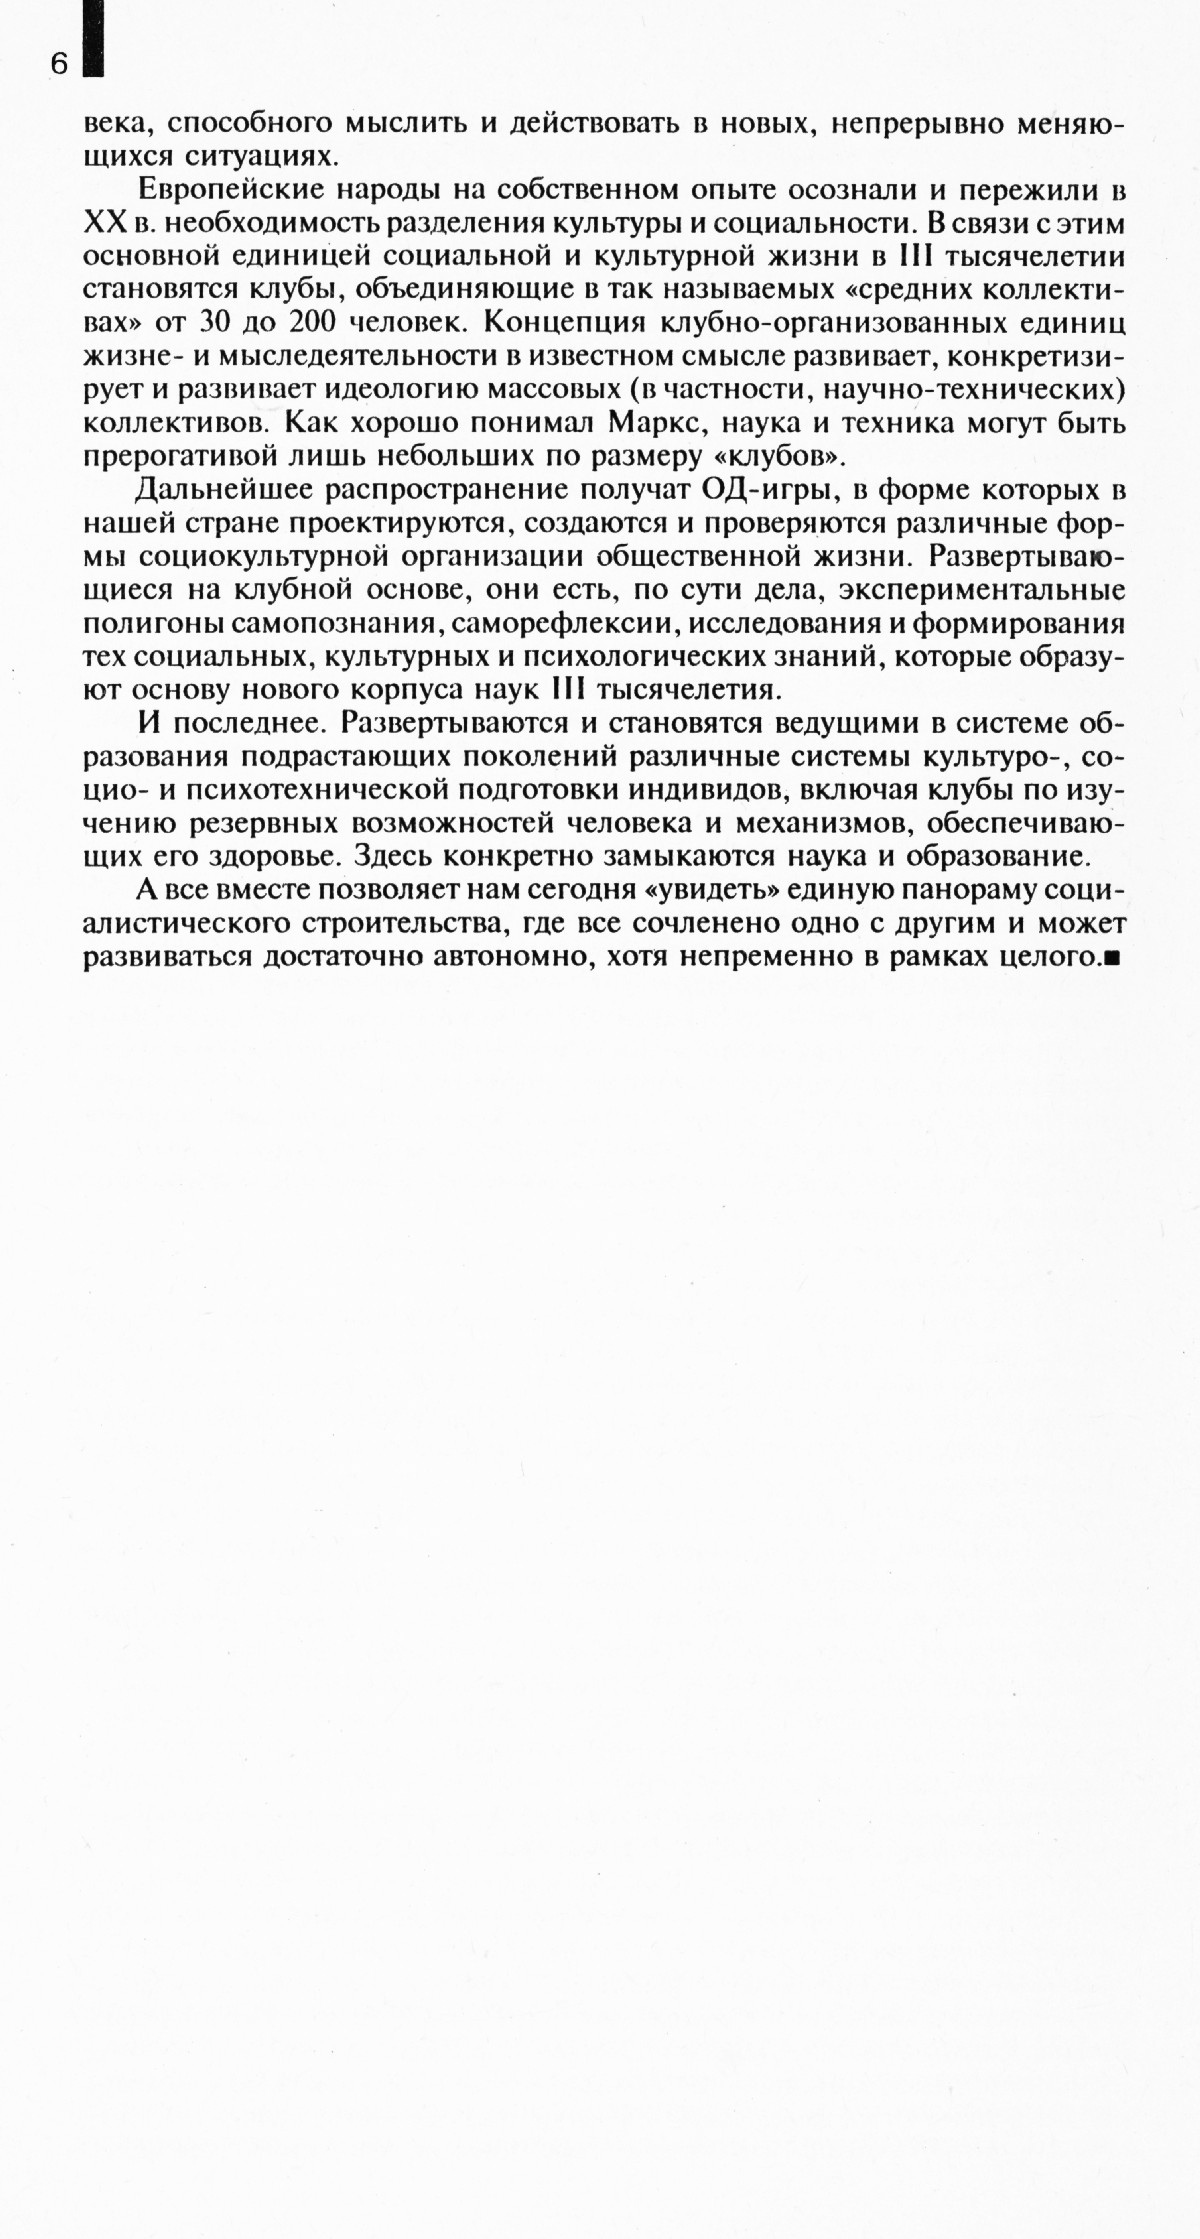 6
века, способного мыслить и действовать в новых, непрерывно меняю-
щихся ситуациях.
Европейские народы на собственном опыте осознали и пережили в
XX в. необходимость разделения культуры и социальности. В связи с этим
основной единицей социальной и культурной жизни в III тысячелетии
становятся клубы, объединяющие в так называемых «средних коллекти-
вах» от 30 до 200 человек. Концепция клубно-организованных единиц
жизне- и мыследеятельности в известном смысле развивает, конкретизи-
рует и развивает идеологию массовых (в частности, научно-технических)
коллективов. Как хорошо понимал Маркс, наука и техника могут быть
прерогативой лишь небольших по размеру «клубов».
Дальнейшее распространение получат ОД-игры, в форме которых в
нашей стране проектируются, создаются и проверяются различные фор-
мы социокультурной организации общественной жизни. Развертываю-
щиеся на клубной основе, они есть, по сути дела, экспериментальные
полигоны самопознания, саморефлексии, исследования и формирования
тех социальных, культурных и психологических знаний, которые образу-
ют основу нового корпуса наук III тысячелетия.
И последнее. Развертываются и становятся ведущими в системе об-
разования подрастающих поколений различные системы культуро-, со-
цио- и психотехнической подготовки индивидов, включая клубы по изу-
чению резервных возможностей человека и механизмов, обеспечиваю-
щих его здоровье. Здесь конкретно замыкаются наука и образование.
А все вместе позволяет нам сегодня «увидеть» единую панораму соци-
алистического строительства, где все сочленено одно с другим и может
развиваться достаточно автономно, хотя непременно в рамках целого.■